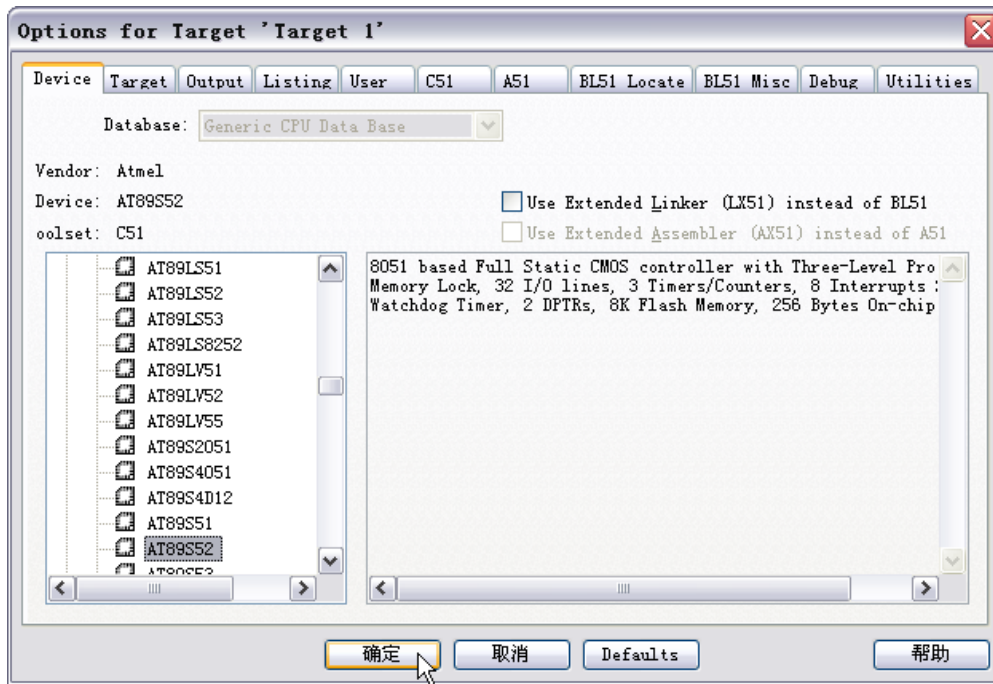 Options for Target 'Target 1'
Device Target Output Listing User C51 A51 BL51 Locate BL51 Misc Debug Utilities
Database: Generic CPU Data Base
Vendor: Atmel
Device: AT89S52
Use Extended Linker (LX51) instead of BL51
oolset: C51
Use Extended Assembler (AX51) instead of A51
AT89LS51
AT89LS52
AT89LS53
AT89LS8252
AT89LV51
AT89LV52
AT89LV55
AT89S2051
AT89S4051
AT89S4D12
AT89S51
AT89S52
8051 based Full Static CMOS controller with Three-Level Pro
Memory Lock, 32 I/O lines, 3 Timers/Counters, 8 Interrupts
Watchdog Timer, 2 DPTRs, 8K Flash Memory, 256 Bytes On-chip
确定 取消 Defaults 帮助